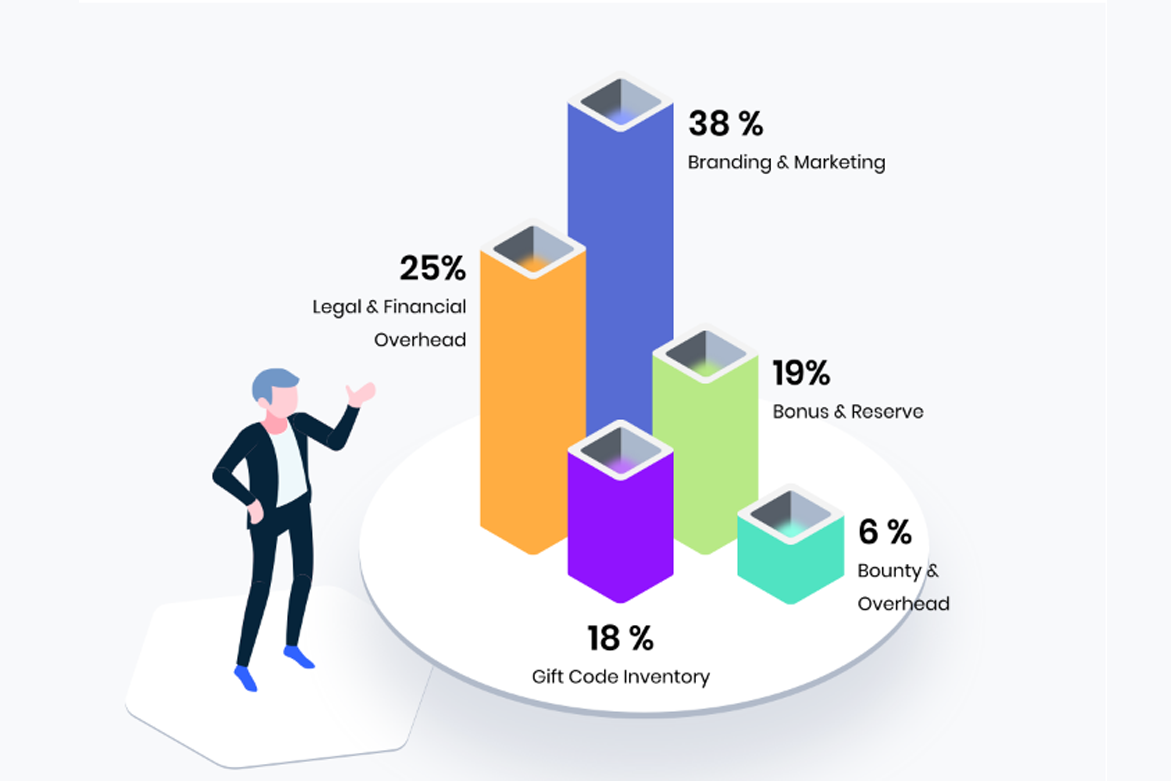 38 %
Branding & Marketing
25%
Legal & Financial
Overhead
19%
Bonus & Reserve
6 %
Bounty &
Overhead
18 %
Gift Code Inventory